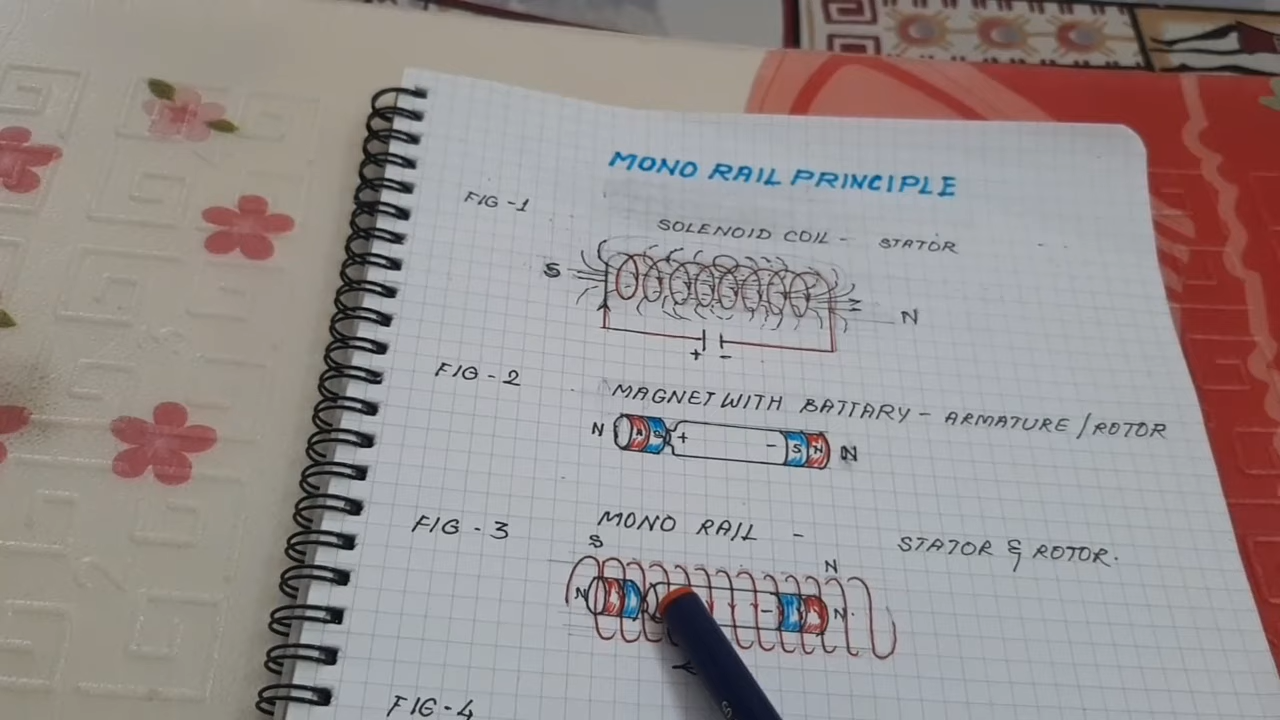 MONO RAIL PRINCIPLE
FIG-1
SOLENOID COIL - STATOR
S
N
+ -
FIG-2
MAGNET WITH BATTARY - ARMATURE/ROTOR
N + - S N N
FIG-3
MONO RAIL - STATOR & ROTOR.
S N
N - N
FIG-4
60